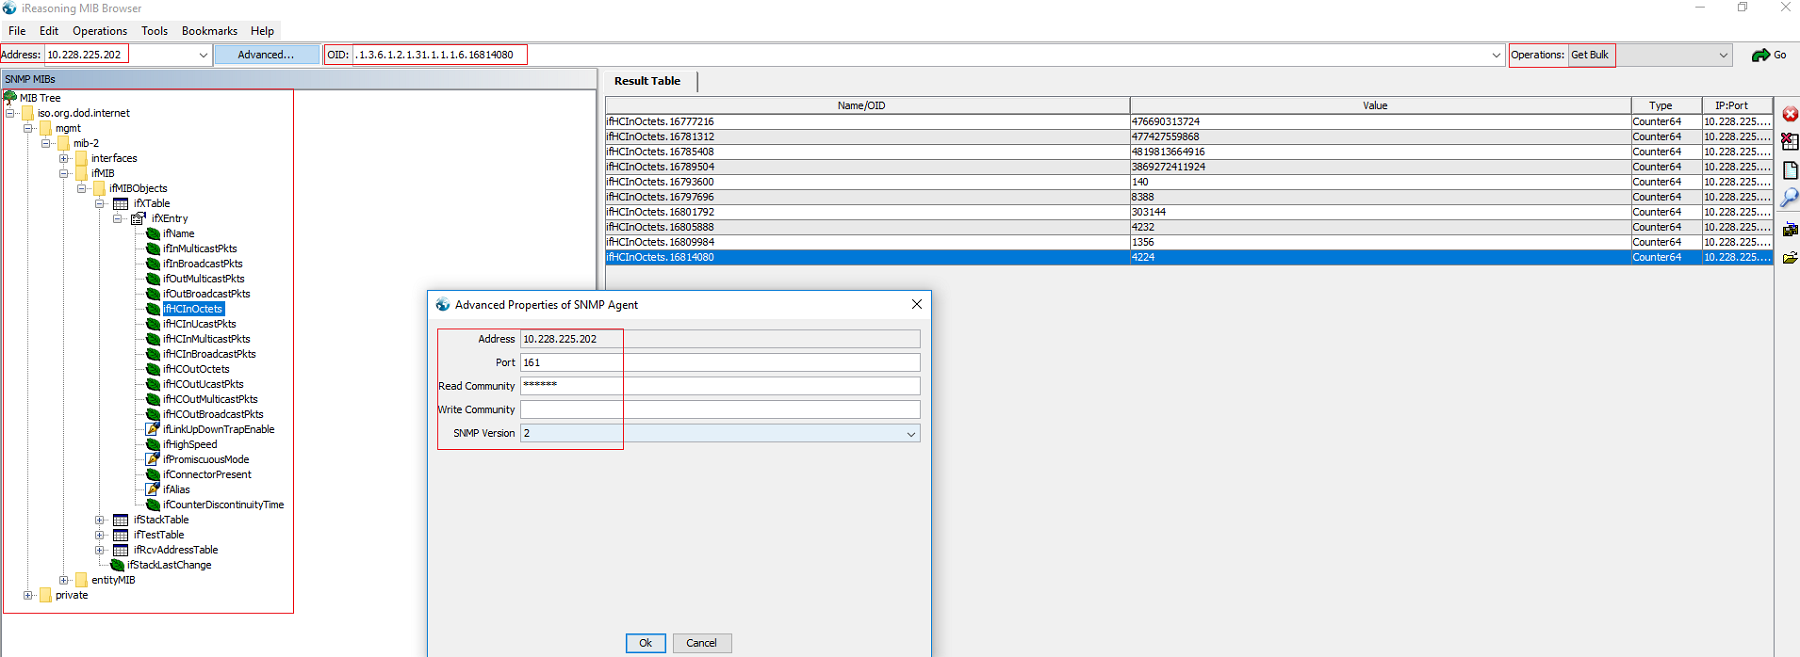 iReasoning MIB Browser
File Edit Operations Tools Bookmarks Help
Address: 10.228.225.202 Advanced... OID: .1.3.6.1.2.1.31.1.1.1.6.16814080 Operations: Get Bulk Go
SNMP MIBs
MIB Tree
iso.org.dod.internet
mgmt
mib-2
interfaces
ifMIB
ifMIBObjects
ifXTable
ifXEntry
ifName
ifInMulticastPkts
ifInBroadcastPkts
ifOutMulticastPkts
ifOutBroadcastPkts
ifHCInOctets
ifHCInUcastPkts
ifHCInMulticastPkts
ifHCInBroadcastPkts
ifHCOutOctets
ifHCOutUcastPkts
ifHCOutMulticastPkts
ifHCOutBroadcastPkts
ifLinkUpDownTrapEnable
ifHighSpeed
ifPromiscuousMode
ifConnectorPresent
ifAlias
ifCounterDiscontinuityTime
ifStackTable
ifTestTable
ifRcvAddressTable
ifStackLastChange
entityMIB
private
Result Table
Name/OID Value Type IP:Port
ifHCInOctets.16777216 476690313724 Counter64 10.228.225....
ifHCInOctets.16781312 477427559868 Counter64 10.228.225....
ifHCInOctets.16785408 4819813664916 Counter64 10.228.225....
ifHCInOctets.16789504 3869272411924 Counter64 10.228.225....
ifHCInOctets.16793600 140 Counter64 10.228.225....
ifHCInOctets.16797696 8388 Counter64 10.228.225....
ifHCInOctets.16801792 303144 Counter64 10.228.225....
ifHCInOctets.16805888 4232 Counter64 10.228.225....
ifHCInOctets.16809984 1356 Counter64 10.228.225....
ifHCInOctets.16814080 4224 Counter64 10.228.225....
Advanced Properties of SNMP Agent
Address 10.228.225.202
Port 161
Read Community ******
Write Community
SNMP Version 2
Ok Cancel